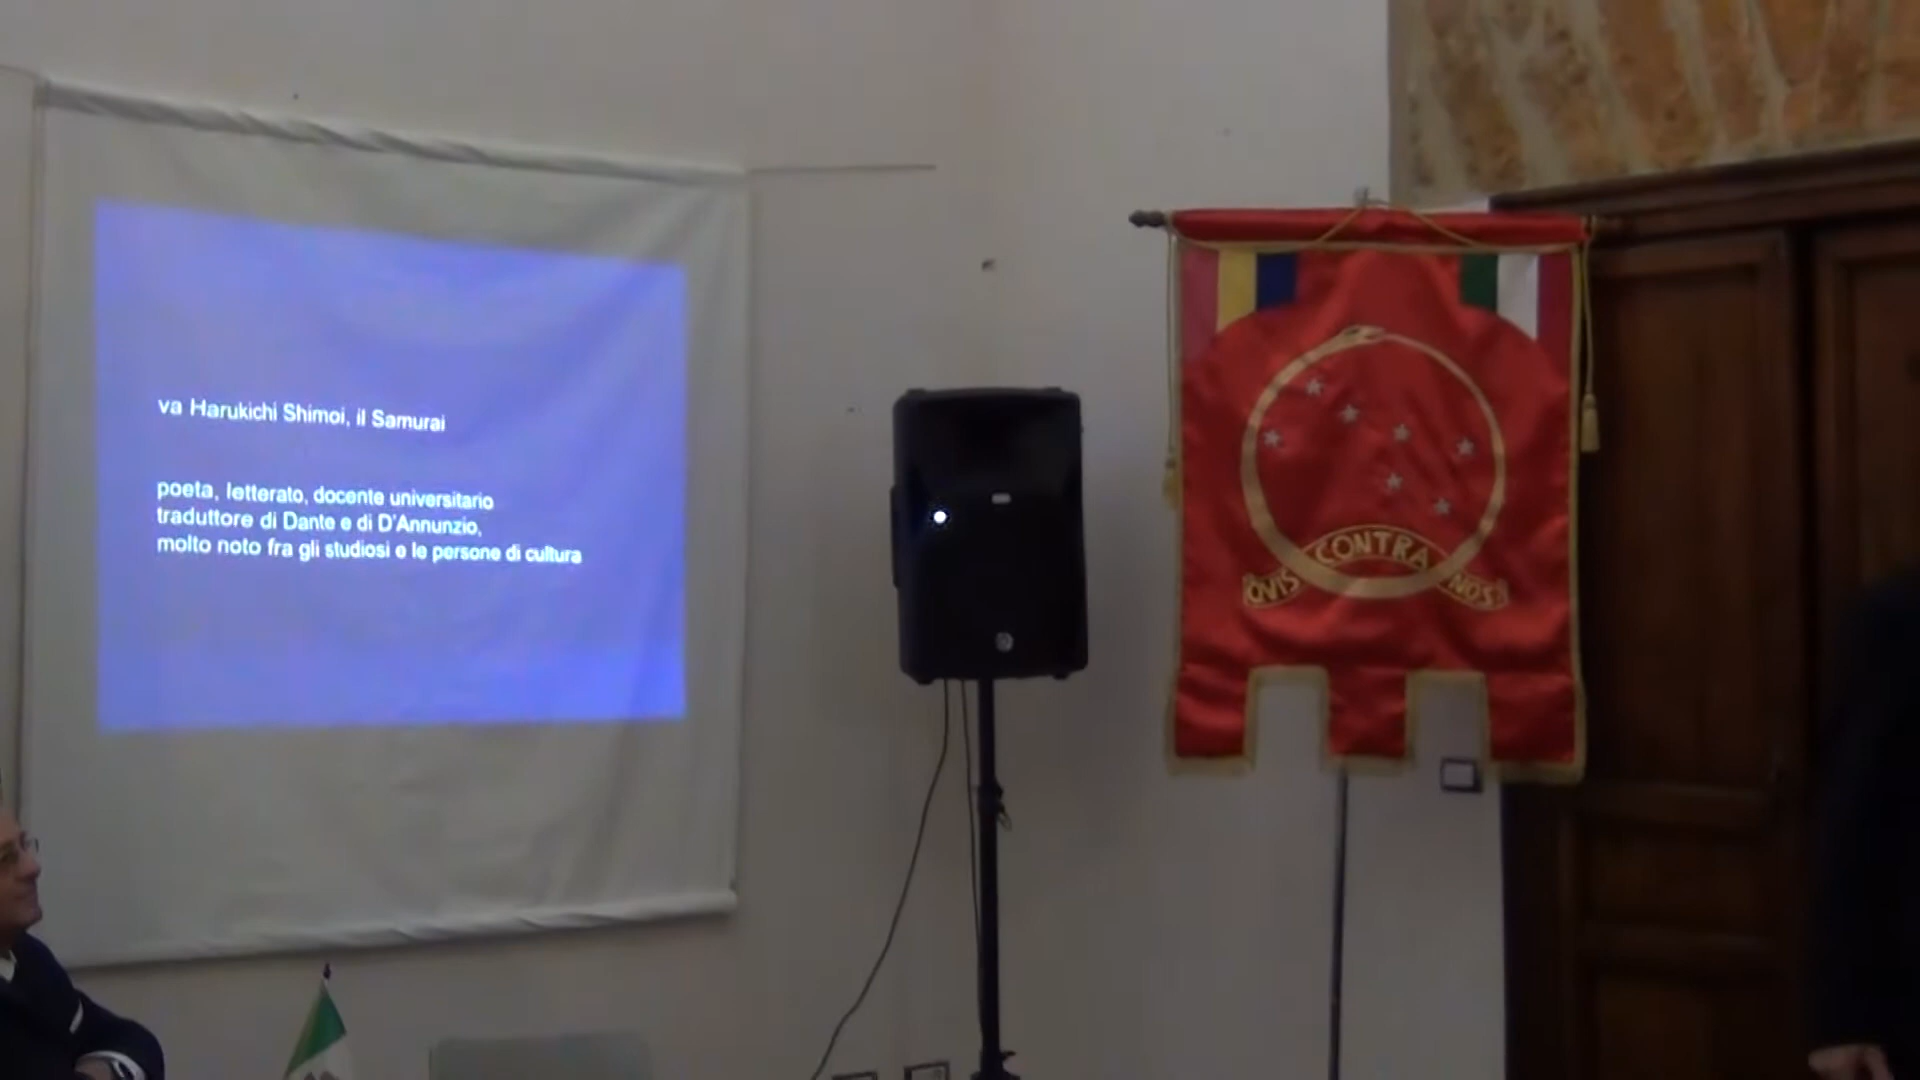 va Harukichi Shimoi, il Samurai
poeta, letterato, docente universitario
traduttore di Dante e di D'Annunzio,
molto noto fra gli studiosi e le persone di cultura
QVIS CONTRA NOS?